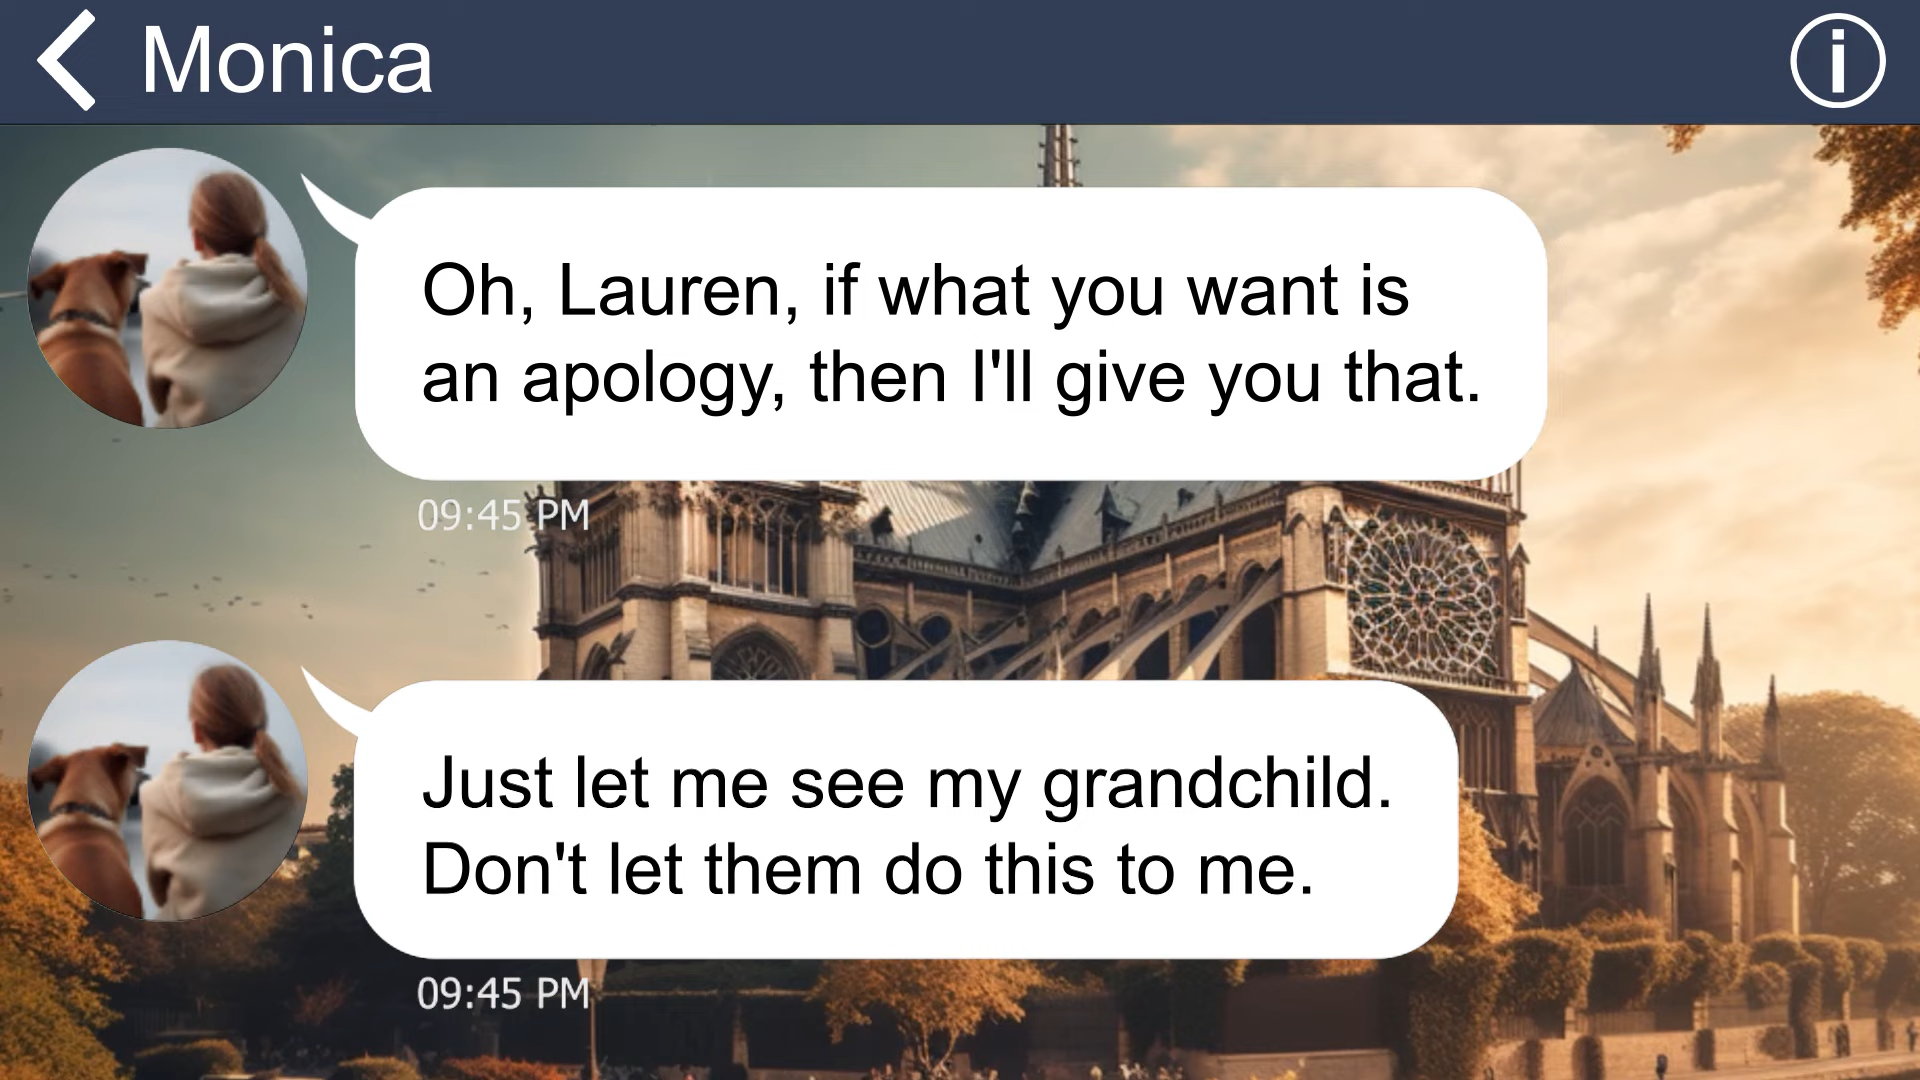 Monica
Oh, Lauren, if what you want is
an apology, then I'll give you that.
09:45 PM
Just let me see my grandchild.
Don't let them do this to me.
09:45 PM